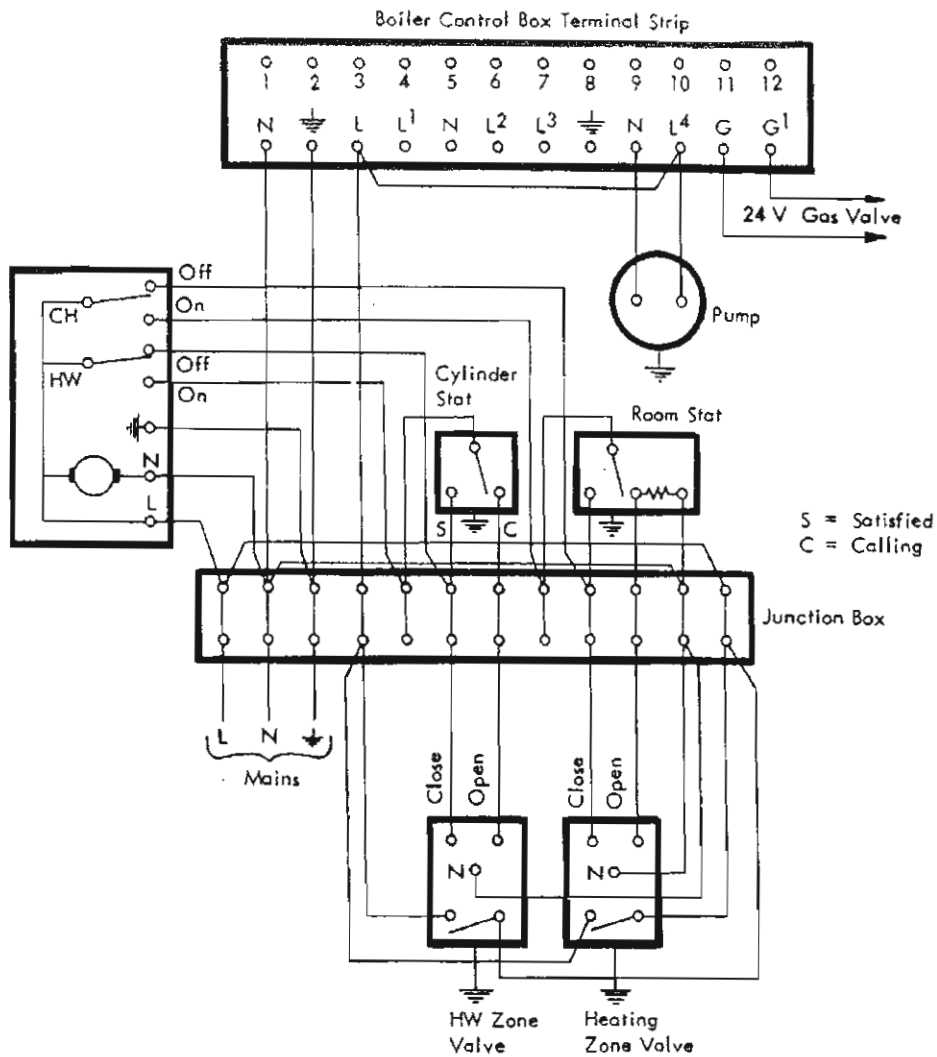 Boiler Control Box Terminal Strip
1 2 3 4 5 6 7 8 9 10 11 12
N L L1 N L2 L3 N L4 G G1
24 V Gas Valve
Off
CH
On
Pump
HW
Off
On
Cylinder
Stat
Room Stat
N
L
S C
S = Satisfied
C = Calling
Junction Box
L N
Mains
Close
Open
Close
Open
N
N
HW Zone
Valve
Heating
Zone Valve